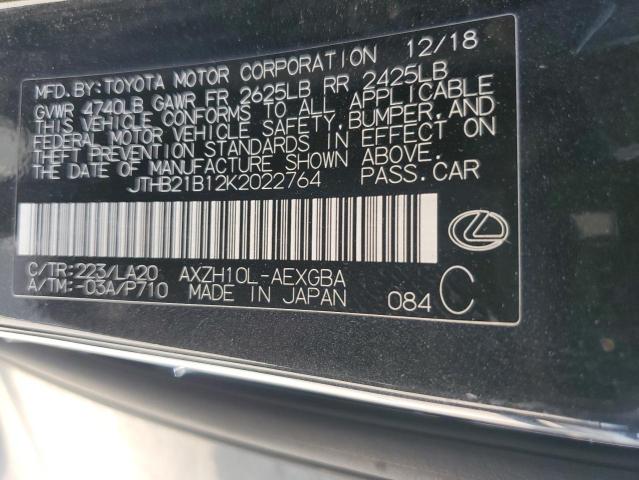 MFD. BY: TOYOTA MOTOR CORPORATION 12/18
GVWR 4740LB GAWR FR 2625LB RR 2425LB
THIS VEHICLE CONFORMS TO ALL APPLICABLE
FEDERAL MOTOR VEHICLE SAFETY, BUMPER, AND
THEFT PREVENTION STANDARDS IN EFFECT ON
THE DATE OF MANUFACTURE SHOWN ABOVE.
JTHB21B12K2022764 PASS.CAR
C/TR:223/LA20 AXZH10L-AEXGBA
A/TM:-03A/P710 MADE IN JAPAN 084 C